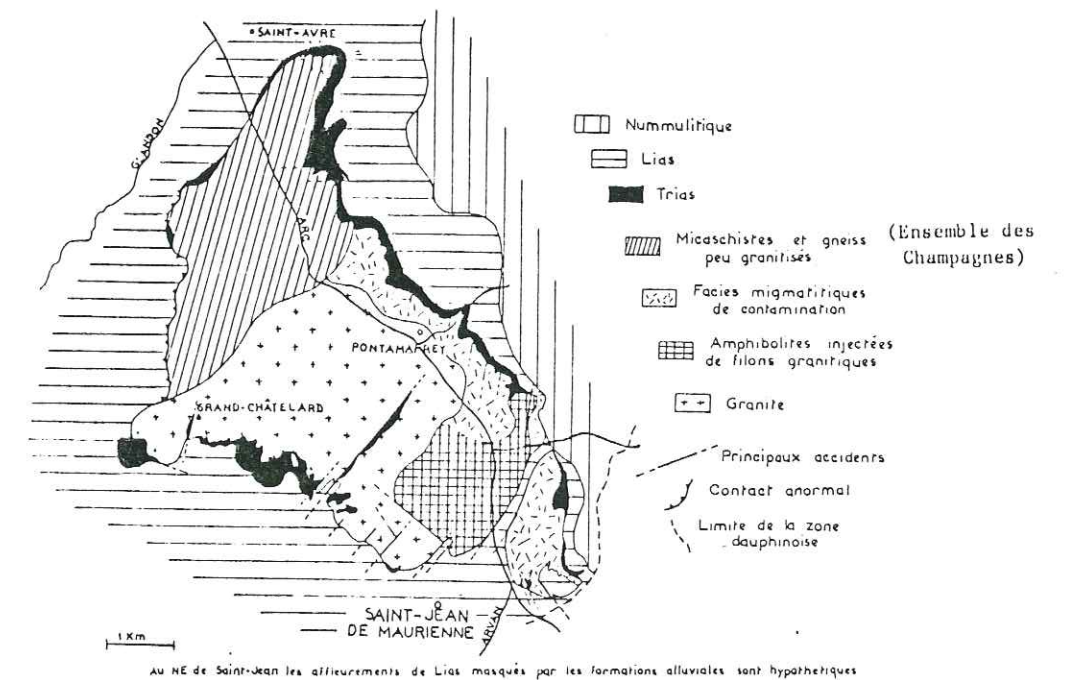 SAINT-AVRE
GLANDON
ARC
PONTAMAFREY
GRAND-CHÂTELARD
SAINT-JEAN
DE MAURIENNE
ARVAN
1 Km
Nummulitique
Lias
Trias
Micaschistes et gneiss
peu granitisés
(Ensemble des
Champagnes)
Faciès migmatitiques
de contamination
Amphibolites injectées
de filons granitiques
Granite
Principaux accidents
Contact anormal
Limite de la zone
dauphinoise
AU NE de Saint-Jean les affleurements de Lias masqués par les formations alluviales sont hypothetiques